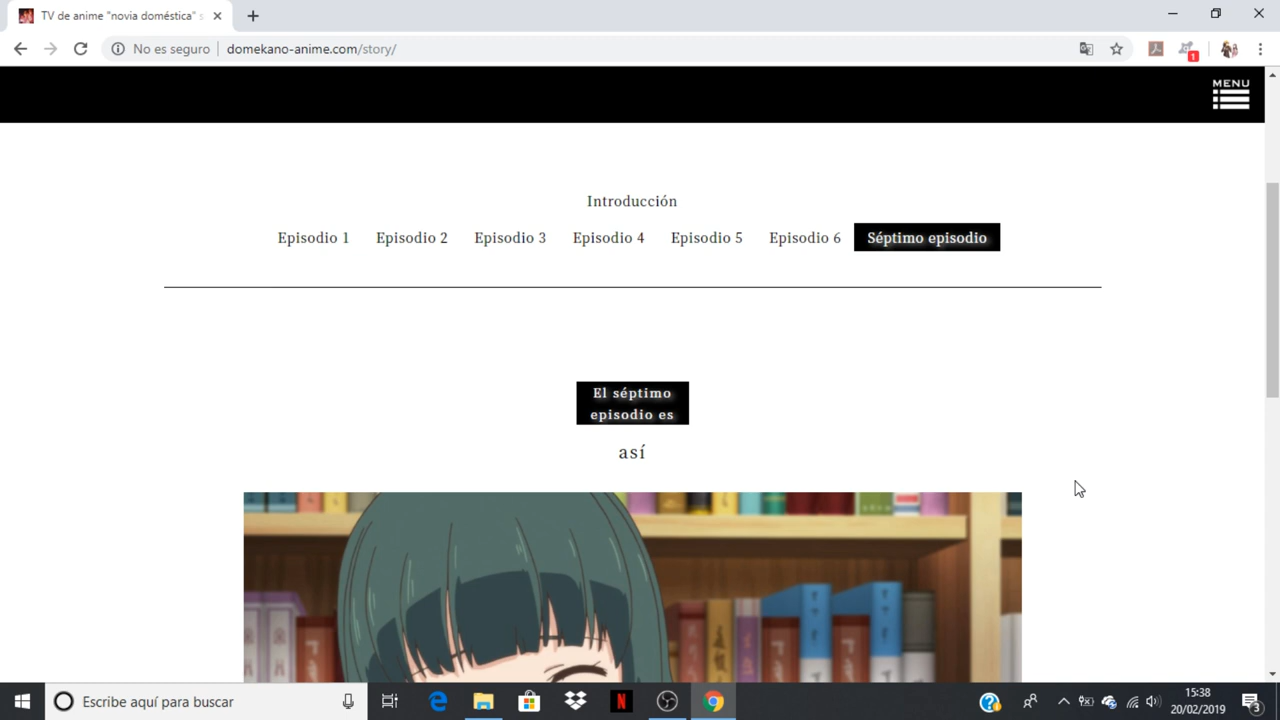 TV de anime "novia doméstica" s
No es seguro
domekano-anime.com/story/
1
MENU
Introducción
Episodio 1 Episodio 2 Episodio 3 Episodio 4 Episodio 5 Episodio 6 Séptimo episodio
El séptimo
episodio es
así
Escribe aquí para buscar
N
15:38
20/02/2019
3